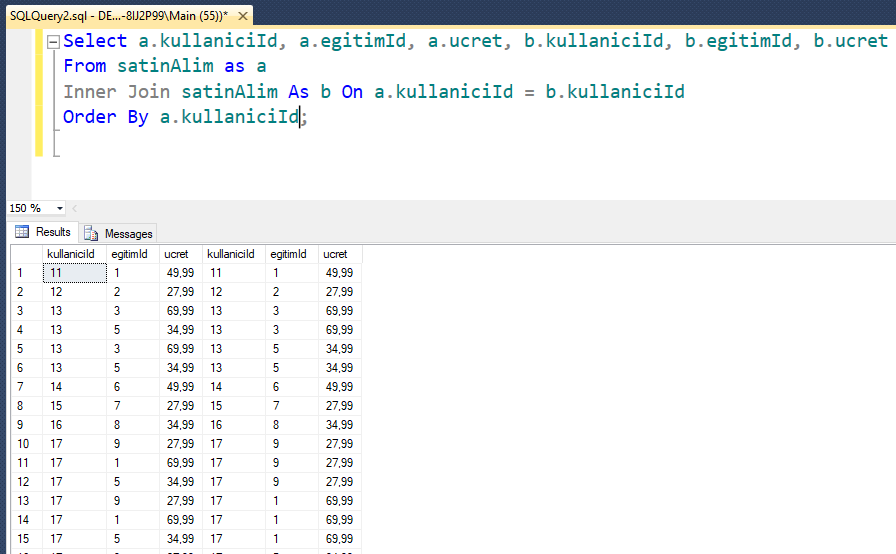 SQLQuery2.sql - DE...-8IJ2P99\Main (55))*
Select a.kullaniciId, a.egitimId, a.ucret, b.kullaniciId, b.egitimId, b.ucret
From satinAlim as a
Inner Join satinAlim As b On a.kullaniciId = b.kullaniciId
Order By a.kullaniciId;
150 %
Results Messages
kullaniciId egitimId ucret kullaniciId egitimId ucret
1 11 1 49,99 11 1 49,99
2 12 2 27,99 12 2 27,99
3 13 3 69,99 13 3 69,99
4 13 5 34,99 13 3 69,99
5 13 3 69,99 13 5 34,99
6 13 5 34,99 13 5 34,99
7 14 6 49,99 14 6 49,99
8 15 7 27,99 15 7 27,99
9 16 8 34,99 16 8 34,99
10 17 9 27,99 17 9 27,99
11 17 1 69,99 17 9 27,99
12 17 5 34,99 17 9 27,99
13 17 9 27,99 17 1 69,99
14 17 1 69,99 17 1 69,99
15 17 5 34,99 17 1 69,99